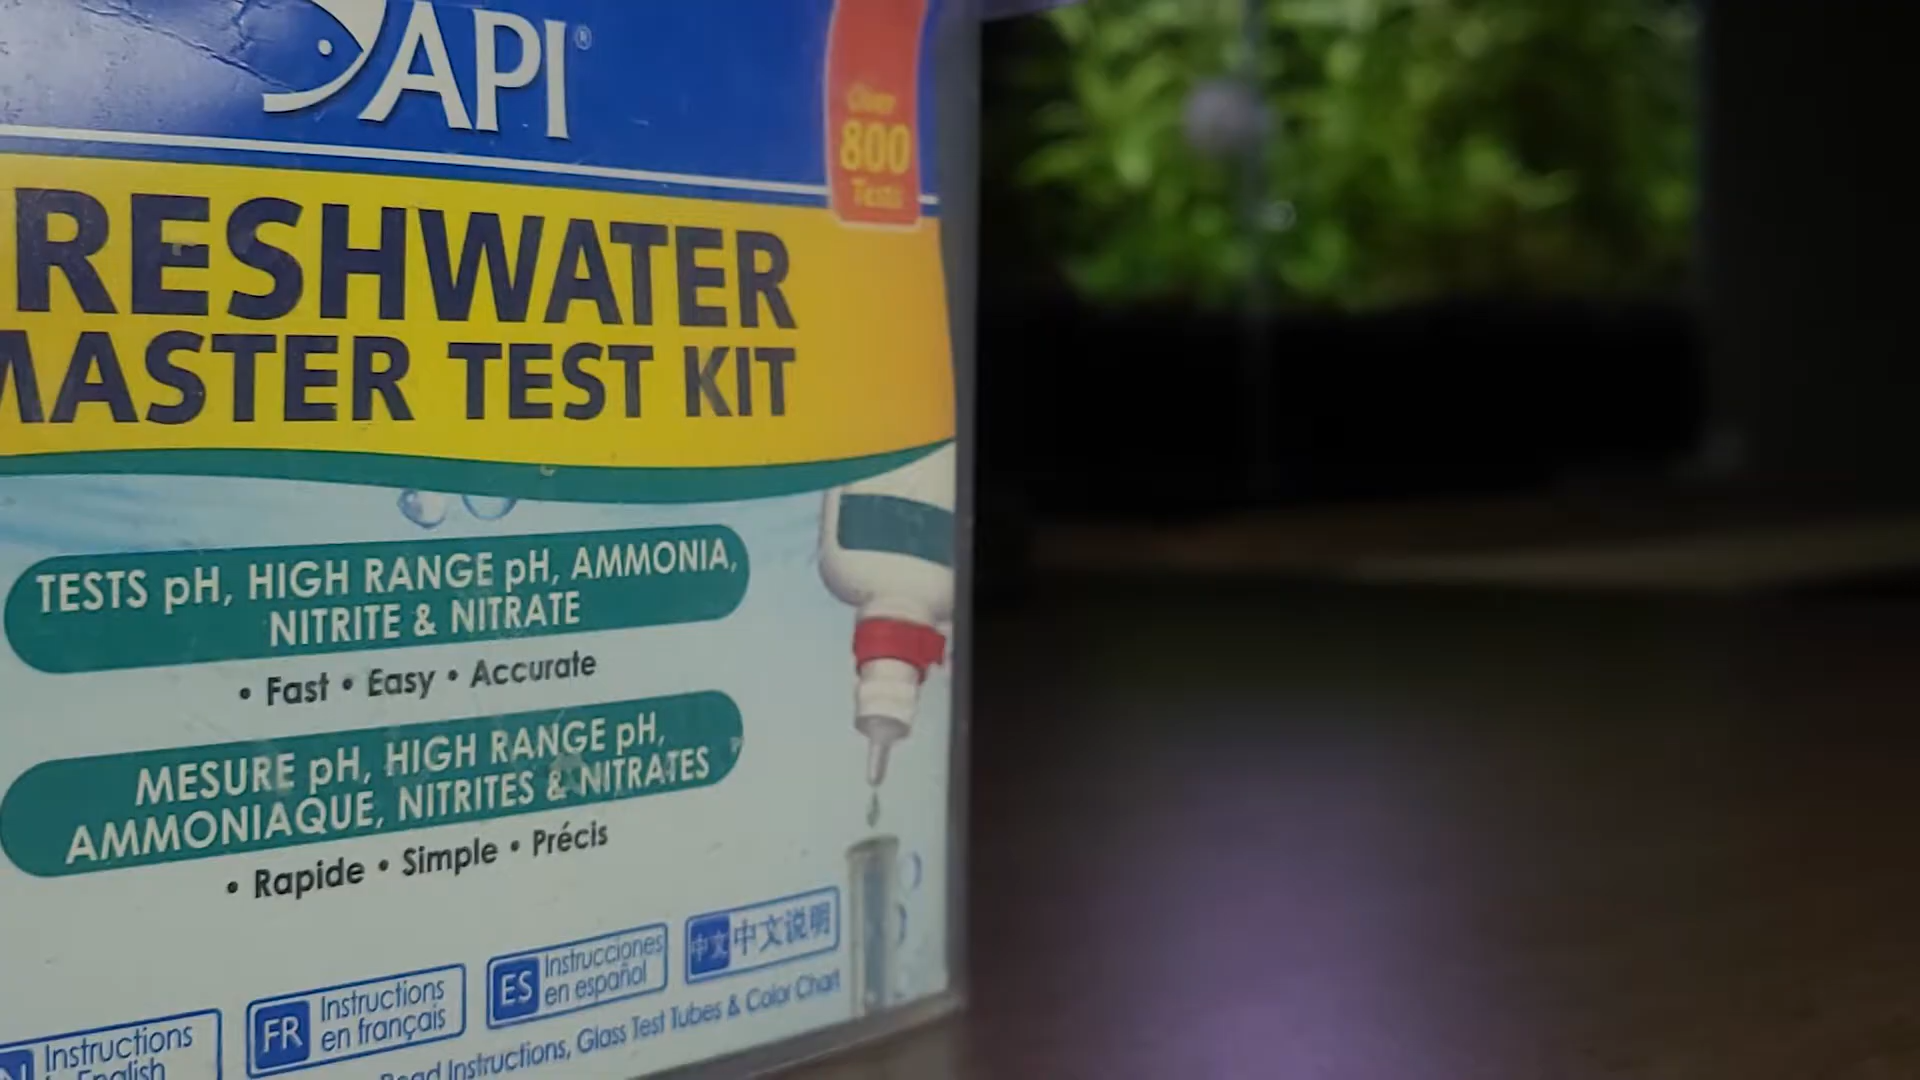 API®
Over
800
Tests
RESHWATER
MASTER TEST KIT
TESTS pH, HIGH RANGE pH, AMMONIA,
NITRITE & NITRATE
• Fast • Easy • Accurate
MESURE pH, HIGH RANGE pH,
AMMONIAQUE, NITRITES & NITRATES
• Rapide • Simple • Précis
Instructions
English
FR Instructions
en français
ES Instrucciones
en español
中文 中文说明
Instructions, Glass Test Tubes & Color Chart